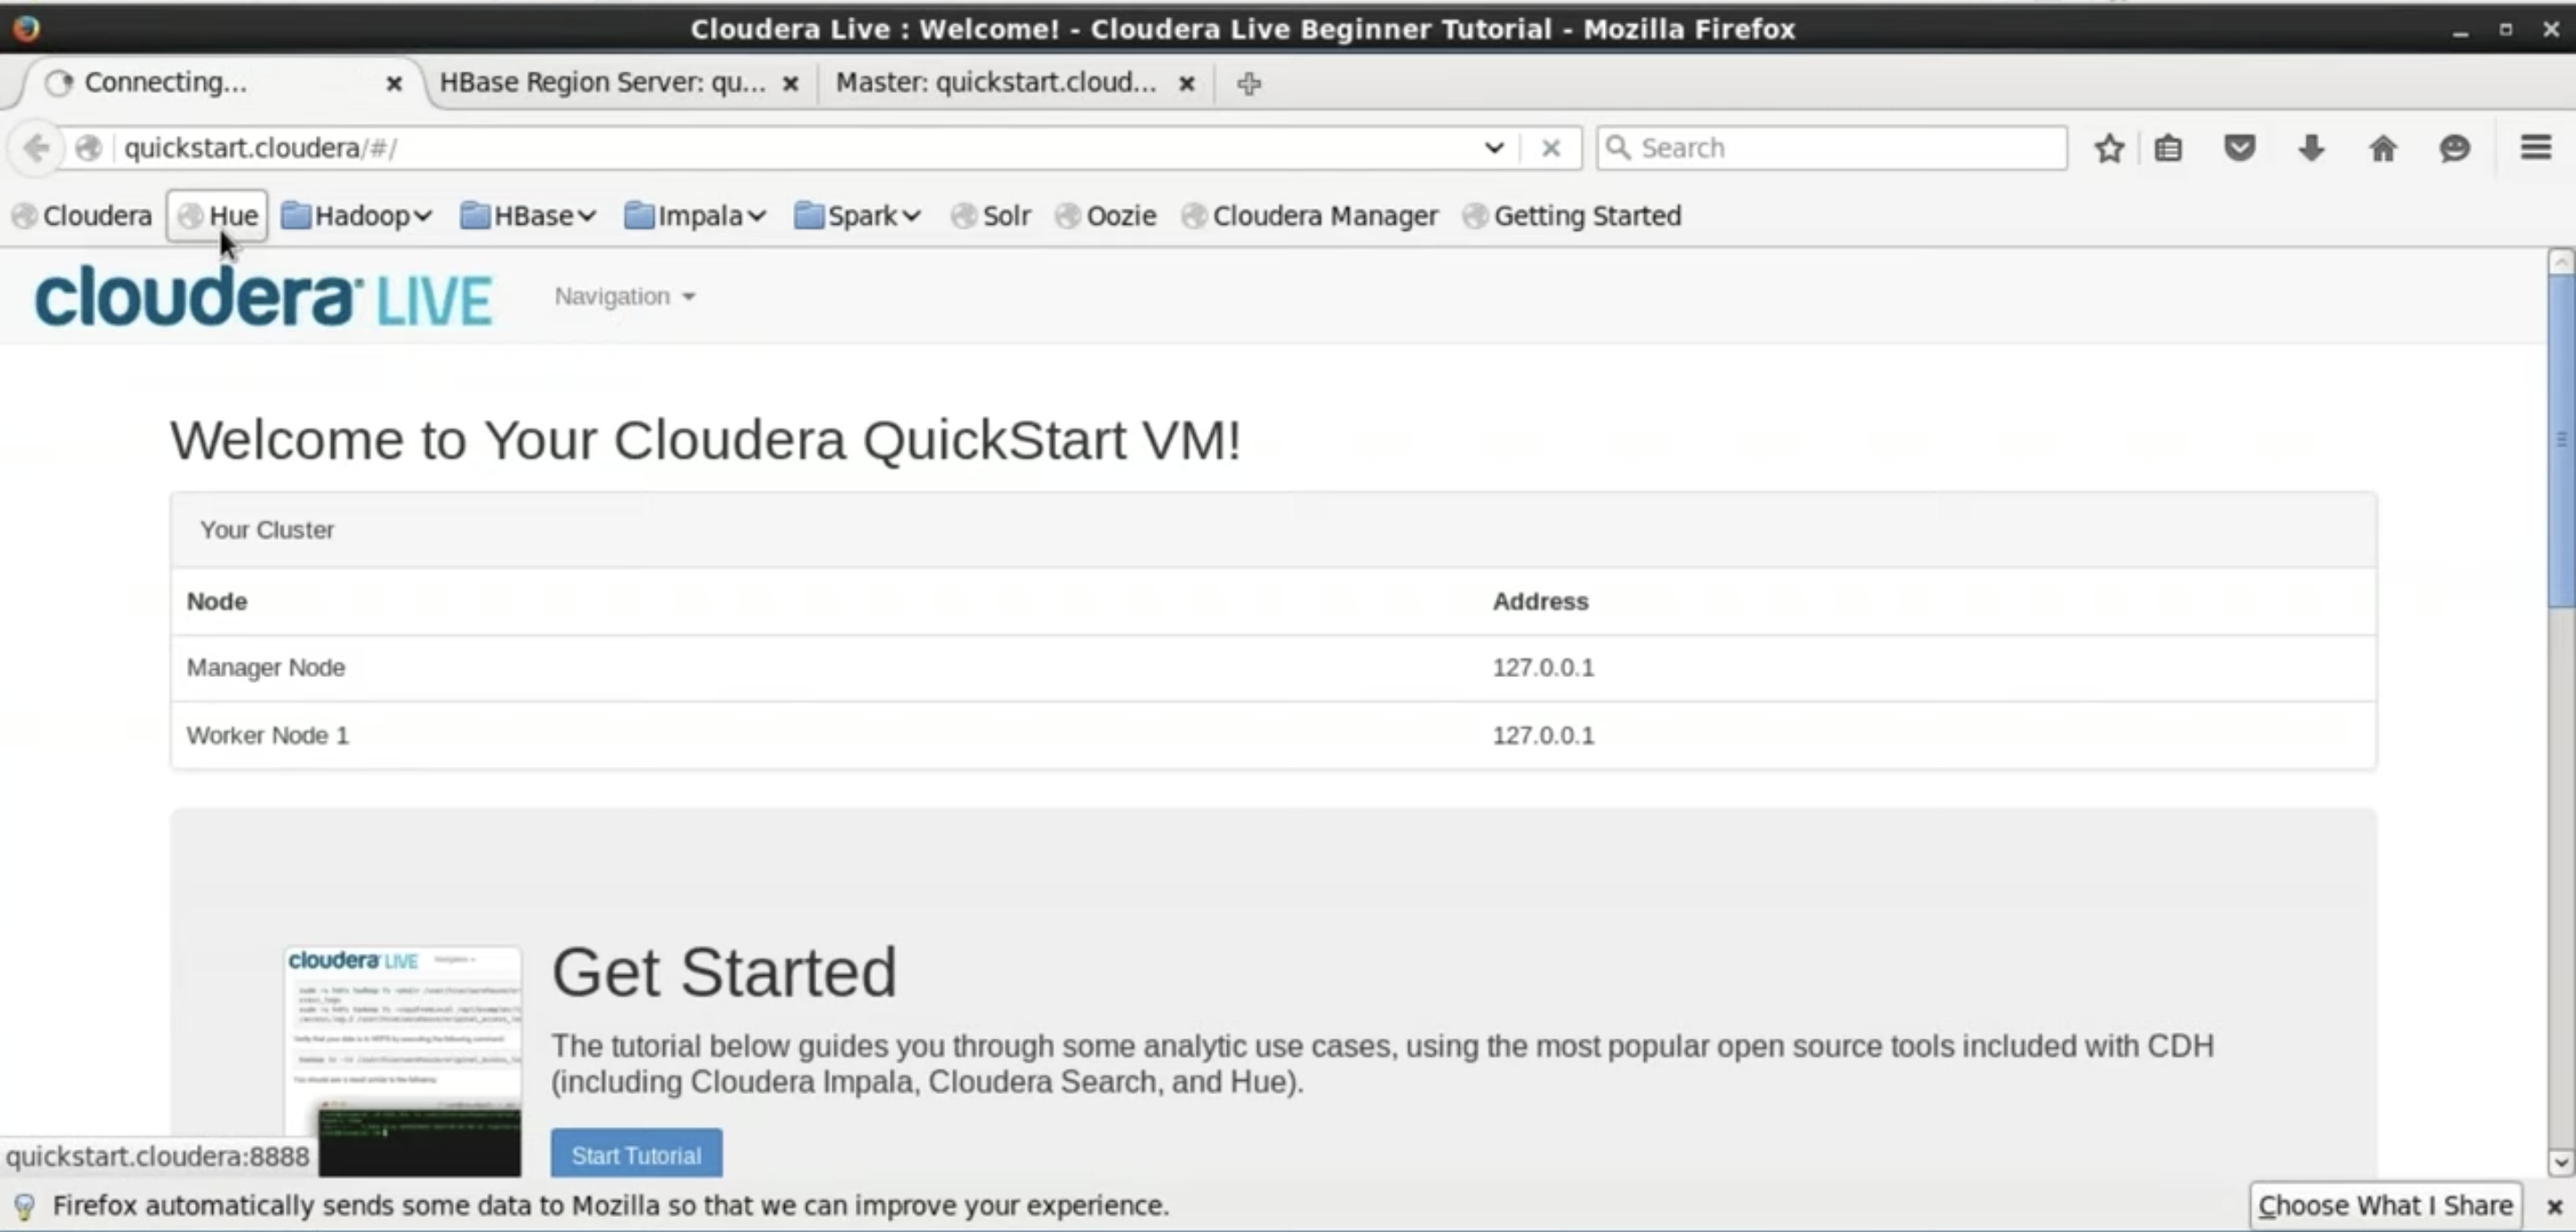 Cloudera Live : Welcome! - Cloudera Live Beginner Tutorial - Mozilla Firefox
Connecting...
HBase Region Server: qu...
Master: quickstart.cloud...
quickstart.cloudera/#/
Search
Cloudera Hue Hadoop HBase Impala Spark Solr Oozie Cloudera Manager Getting Started
cloudera LIVE
Navigation
Welcome to Your Cloudera QuickStart VM!
Your Cluster
Node Address
Manager Node 127.0.0.1
Worker Node 1 127.0.0.1
cloudera LIVE
Get Started
The tutorial below guides you through some analytic use cases, using the most popular open source tools included with CDH
(including Cloudera Impala, Cloudera Search, and Hue).
Start Tutorial
quickstart.cloudera:8888
Firefox automatically sends some data to Mozilla so that we can improve your experience.
Choose What I Share